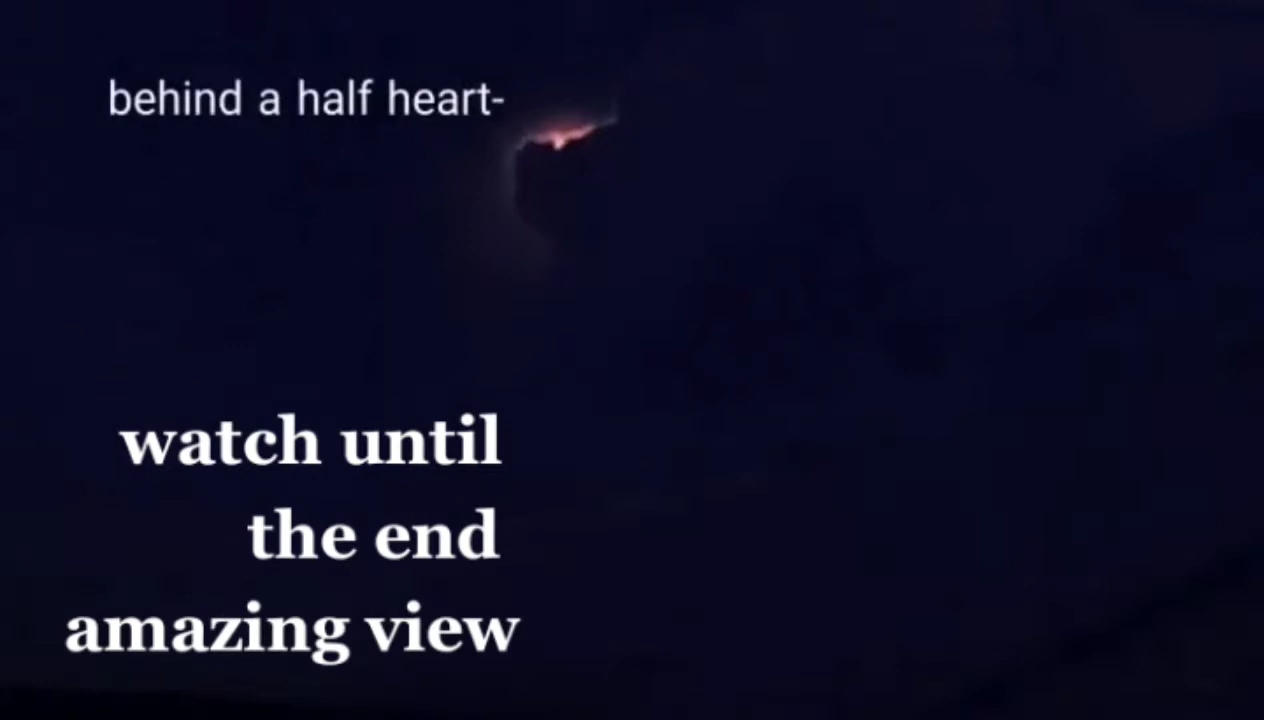 behind a half heart-
watch until
the end
amazing view